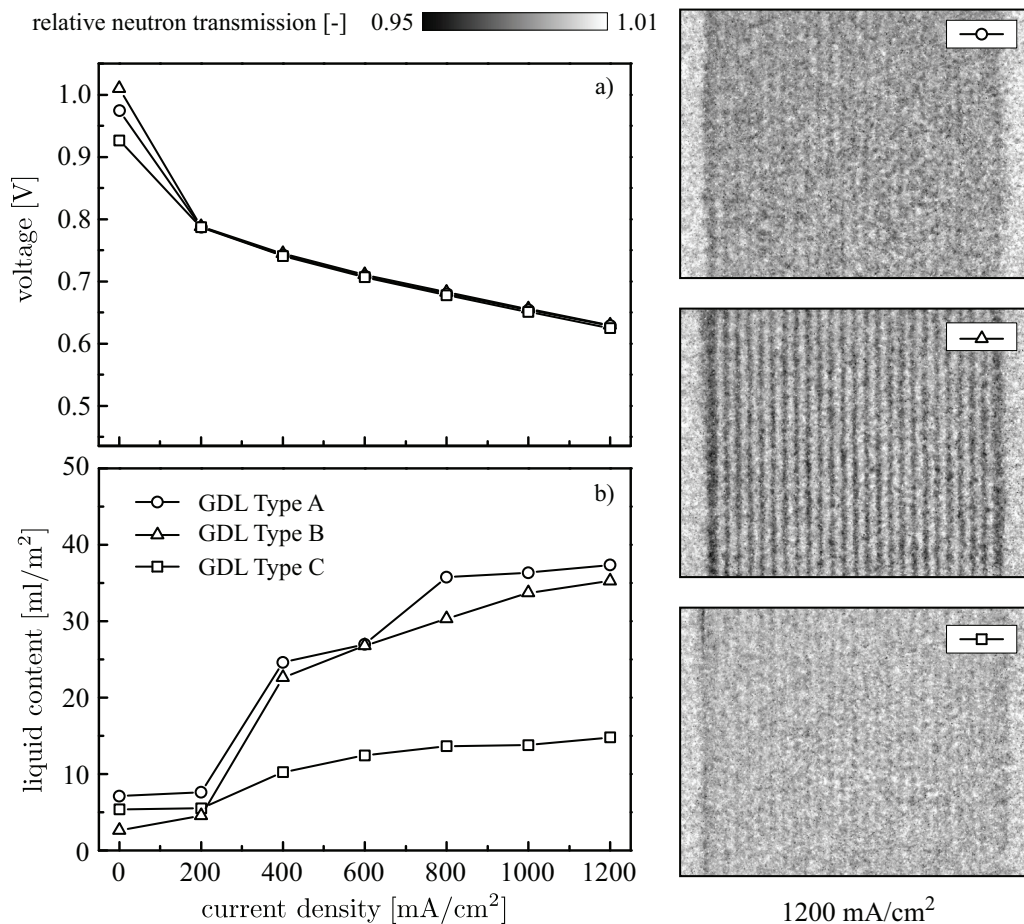 relative neutron transmission [-] 0.95 1.01
a)
1.0
0.9
0.8
0.7
0.6
0.5
voltage [V]
b)
50
40
30
20
10
0
liquid content [ml/m²]
GDL Type A
GDL Type B
GDL Type C
0 200 400 600 800 1000 1200
current density [mA/cm²]
1200 mA/cm²